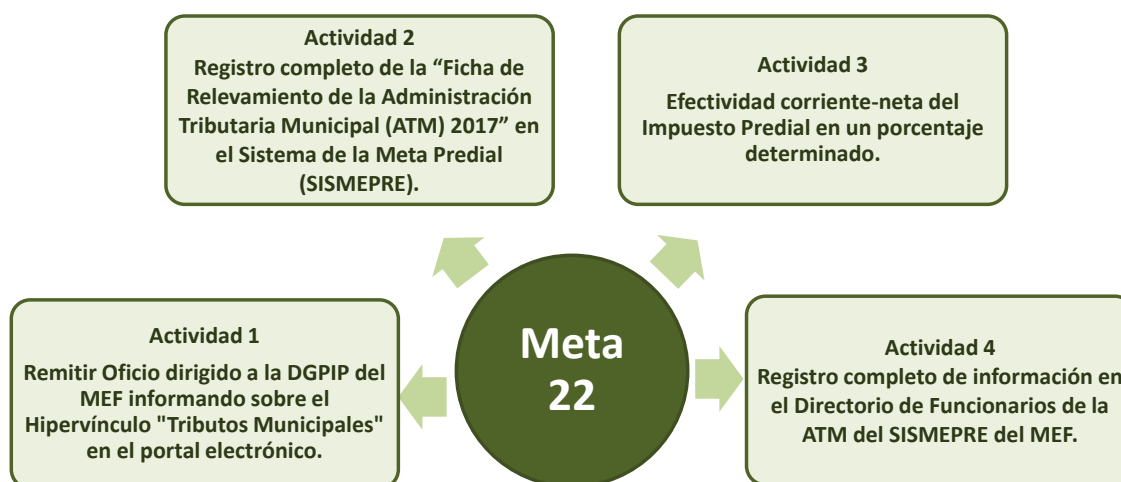 Actividad 2
Registro completo de la “Ficha de
Relevamiento de la Administración
Tributaria Municipal (ATM) 2017” en
el Sistema de la Meta Predial
(SISMEPRE).
Actividad 3
Efectividad corriente-neta del
Impuesto Predial en un porcentaje
determinado.
Actividad 1
Remitir Oficio dirigido a la DGPIP del
MEF informando sobre el
Hipervínculo "Tributos Municipales"
en el portal electrónico.
Meta
22
Actividad 4
Registro completo de información en
el Directorio de Funcionarios de la
ATM del SISMEPRE del MEF.